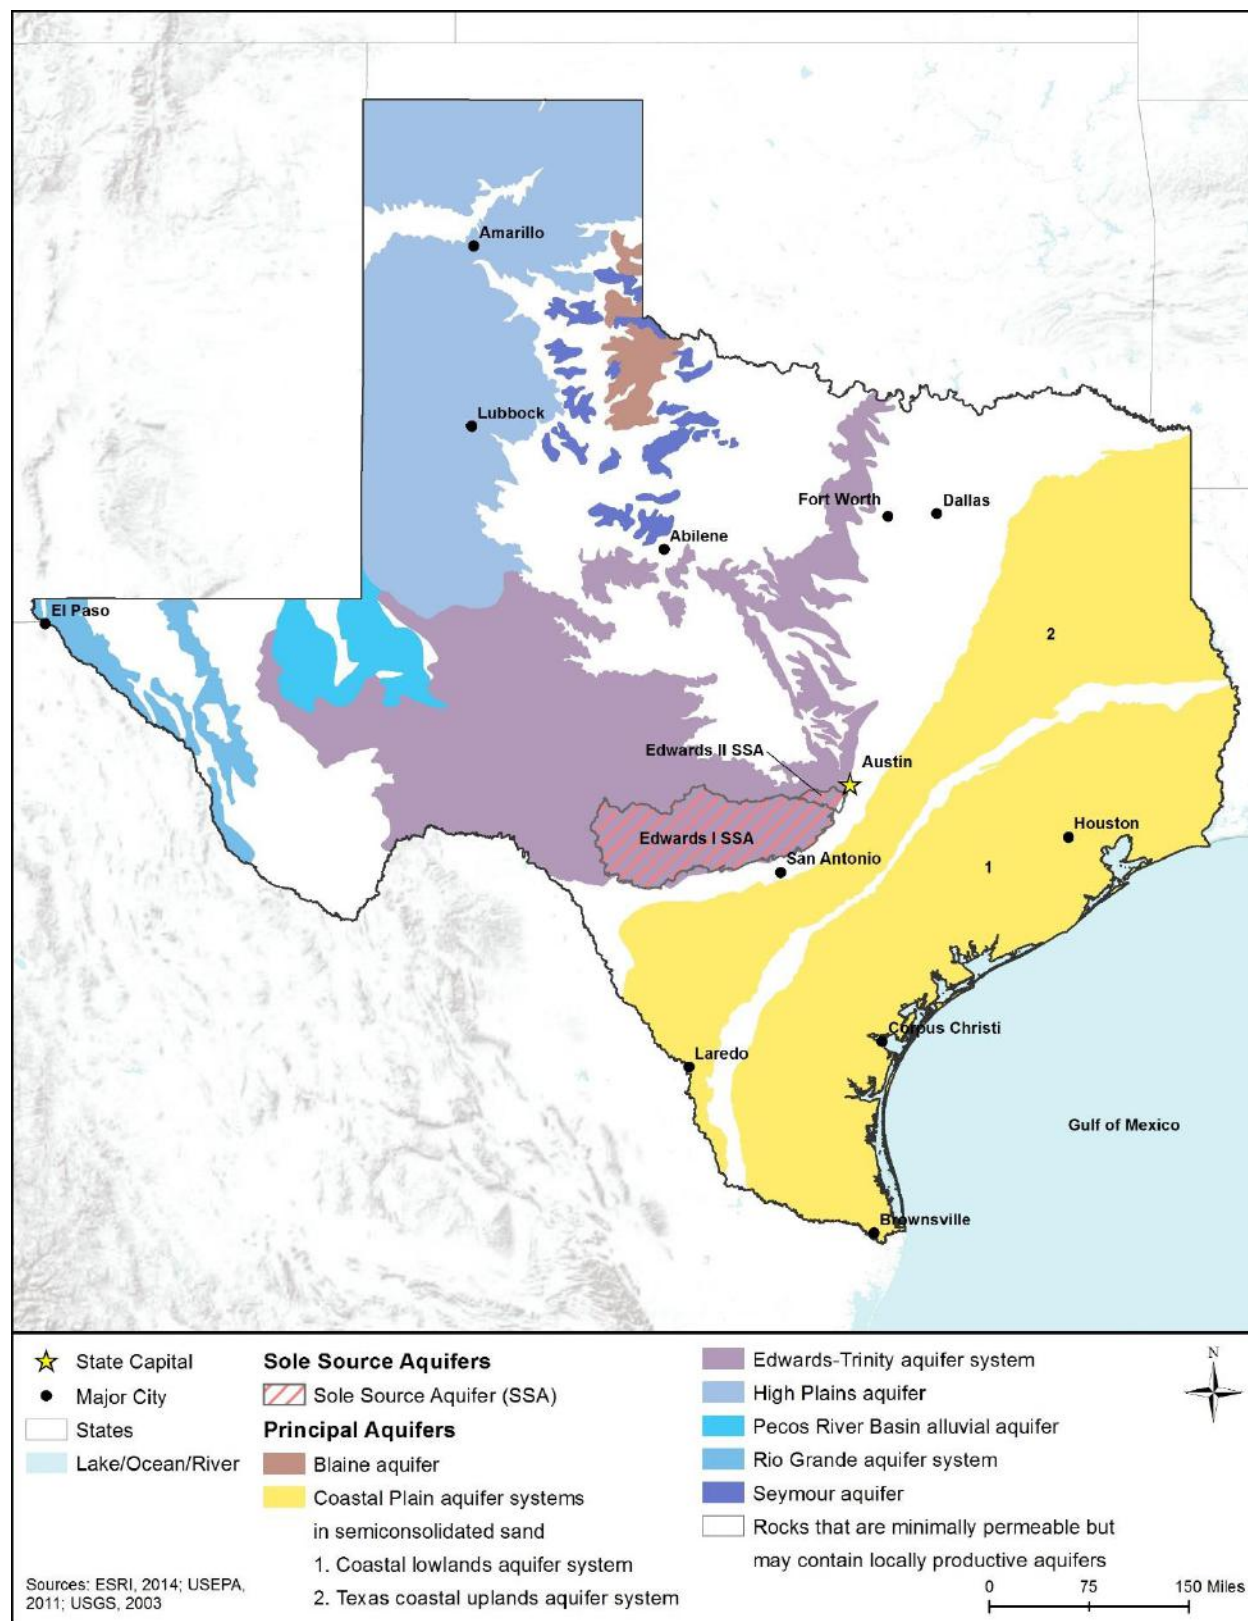 Amarillo
Lubbock
Fort Worth
Dallas
Abilene
El Paso
2
Edwards II SSA
Austin
Edwards I SSA
Houston
San Antonio
1
Corpus Christi
Laredo
Gulf of Mexico
Brownsville
State Capital
Major City
States
Lake/Ocean/River
Sources: ESRI, 2014; USEPA,
2011; USGS, 2003
Sole Source Aquifers
Sole Source Aquifer (SSA)
Principal Aquifers
Blaine aquifer
Coastal Plain aquifer systems
in semiconsolidated sand
1. Coastal lowlands aquifer system
2. Texas coastal uplands aquifer system
Edwards-Trinity aquifer system
High Plains aquifer
Pecos River Basin alluvial aquifer
Rio Grande aquifer system
Seymour aquifer
Rocks that are minimally permeable but
may contain locally productive aquifers
N
0 75 150 Miles